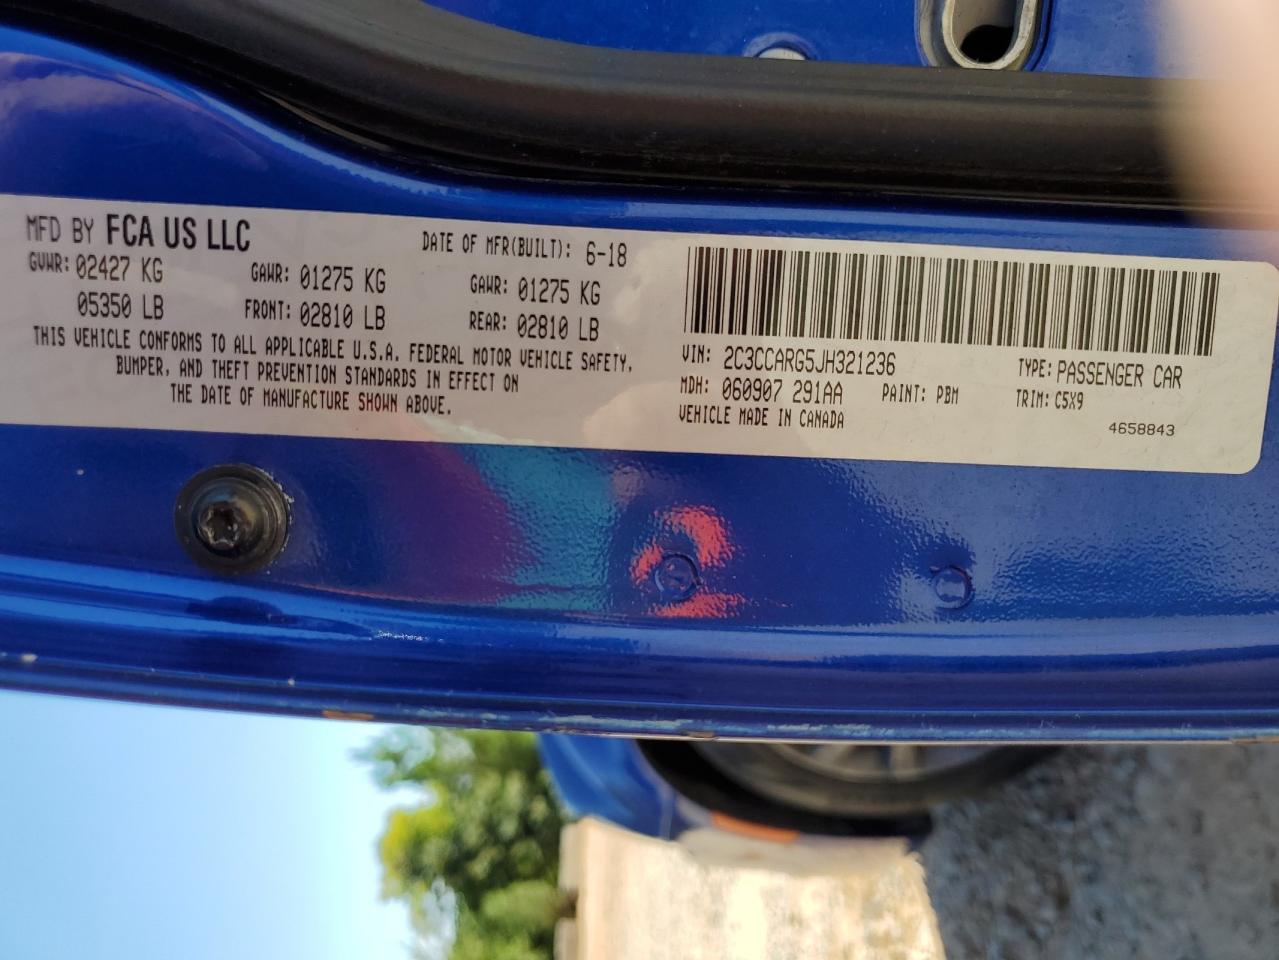 MFD BY FCA US LLC DATE OF MFR(BUILT): 6-18
GVWR: 02427 KG GAWR: 01275 KG GAWR: 01275 KG
05350 LB FRONT: 02810 LB REAR: 02810 LB
THIS VEHICLE CONFORMS TO ALL APPLICABLE U.S.A. FEDERAL MOTOR VEHICLE SAFETY,
BUMPER, AND THEFT PREVENTION STANDARDS IN EFFECT ON
THE DATE OF MANUFACTURE SHOWN ABOVE.
VIN: 2C3CCARG5JH321236 TYPE: PASSENGER CAR
MDH: 060907 291AA PAINT: PBM TRIM: C5X9
VEHICLE MADE IN CANADA 4658843